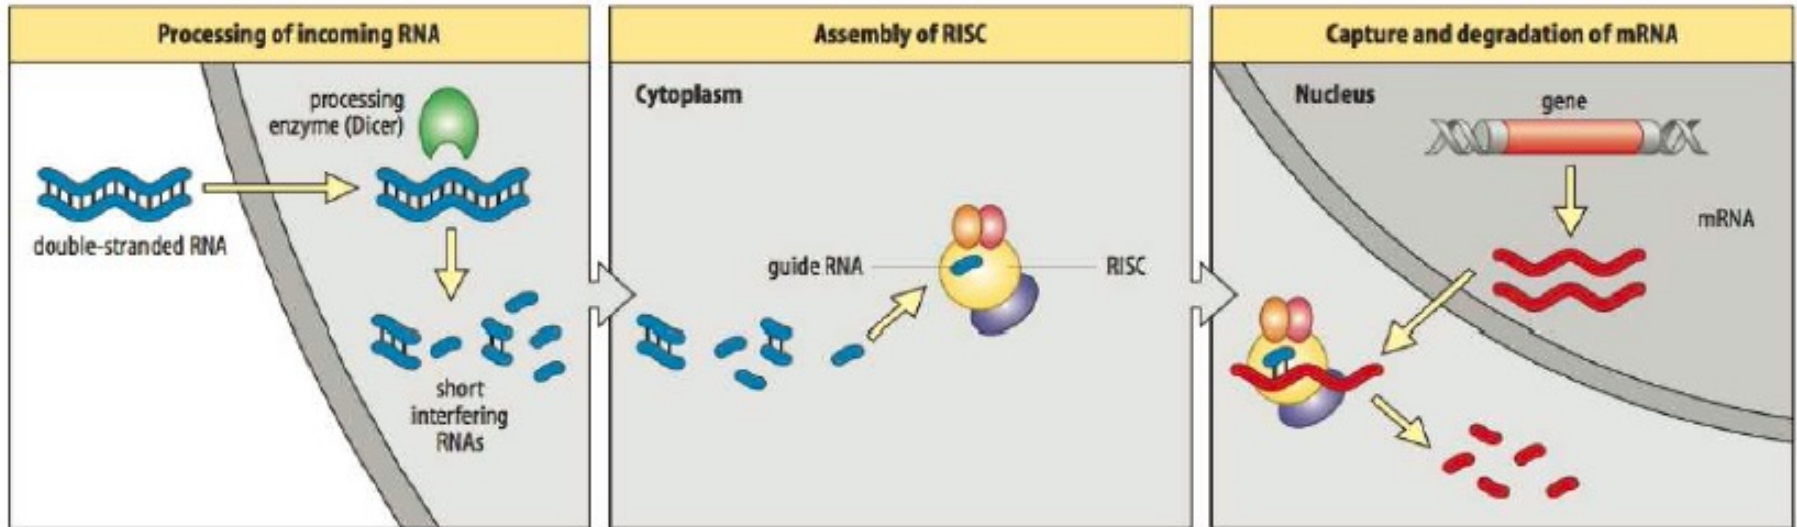 Processing of incoming RNA
processing
enzyme (Dicer)
double-stranded RNA
short
interfering
RNAs
Assembly of RISC
Cytoplasm
guide RNA
RISC
Capture and degradation of mRNA
Nucleus
gene
mRNA